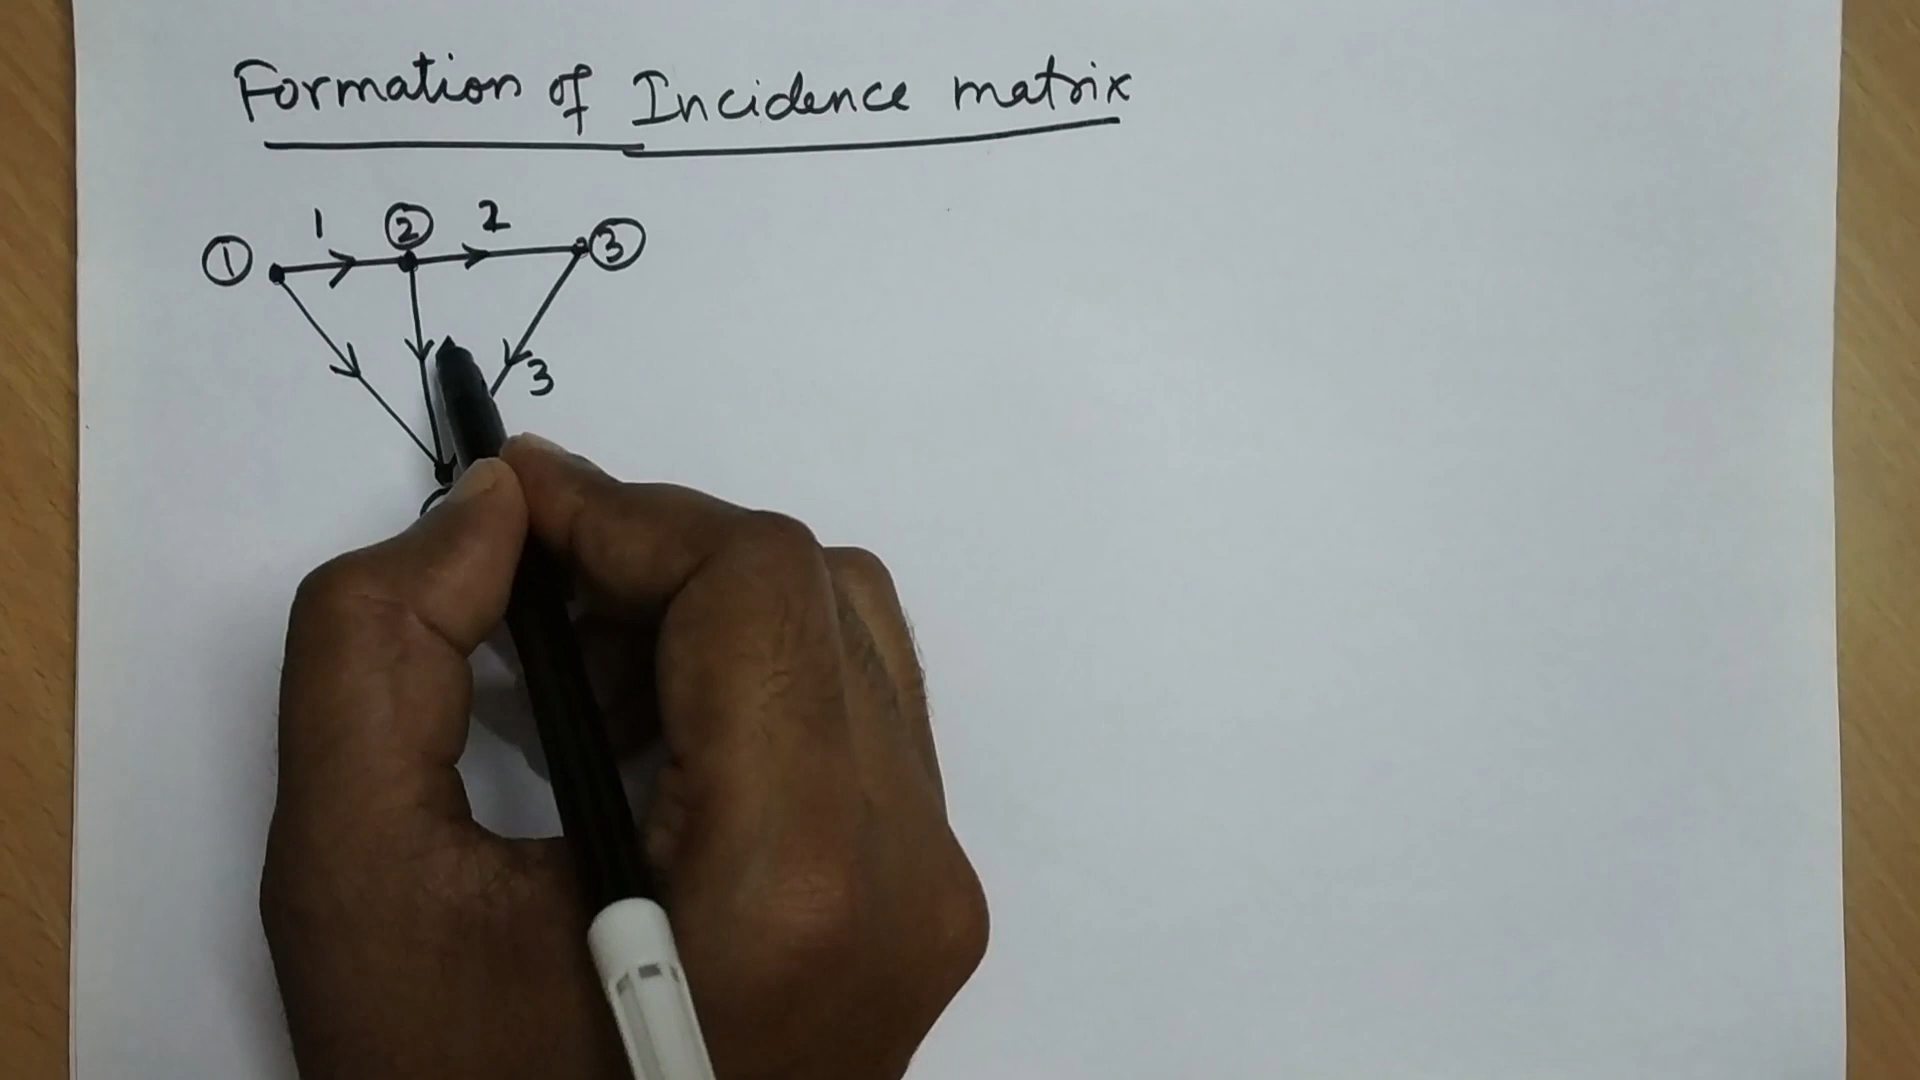 Formation of Incidence matrix
1 ② 2
① ③
3